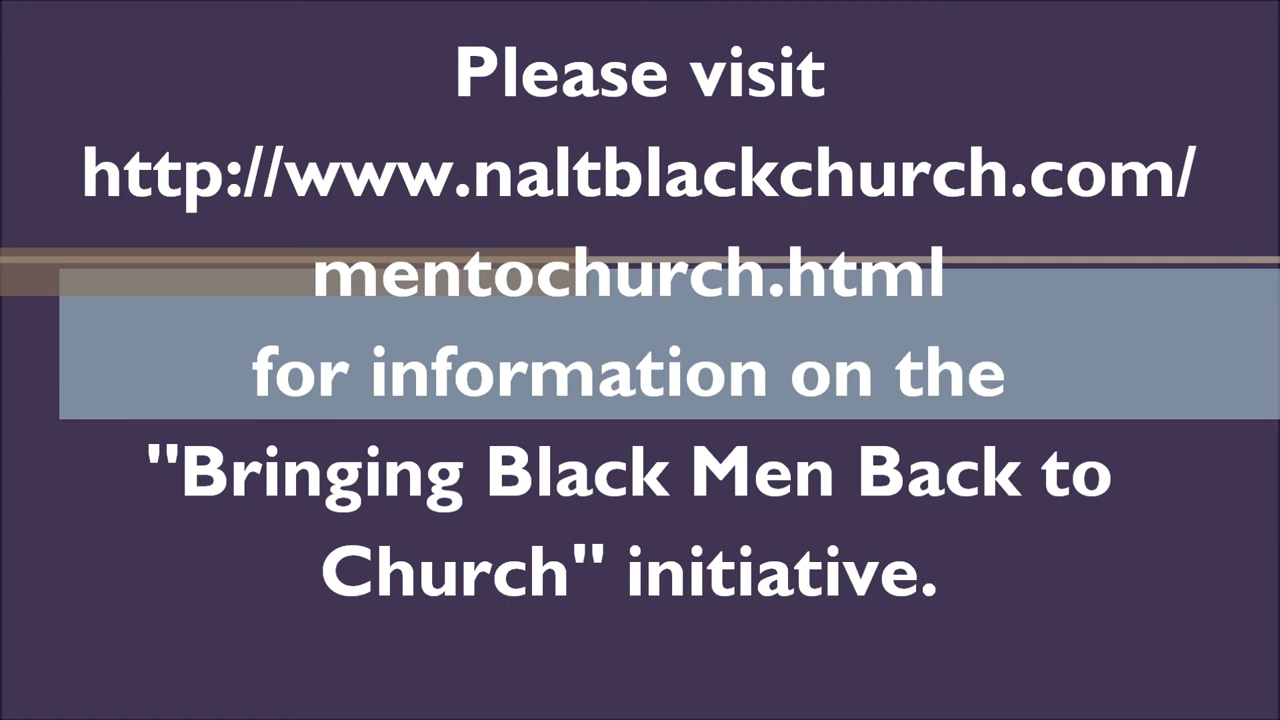 Please visit
http://www.naltblackchurch.com/
mentochurch.html
for information on the
"Bringing Black Men Back to
Church" initiative.